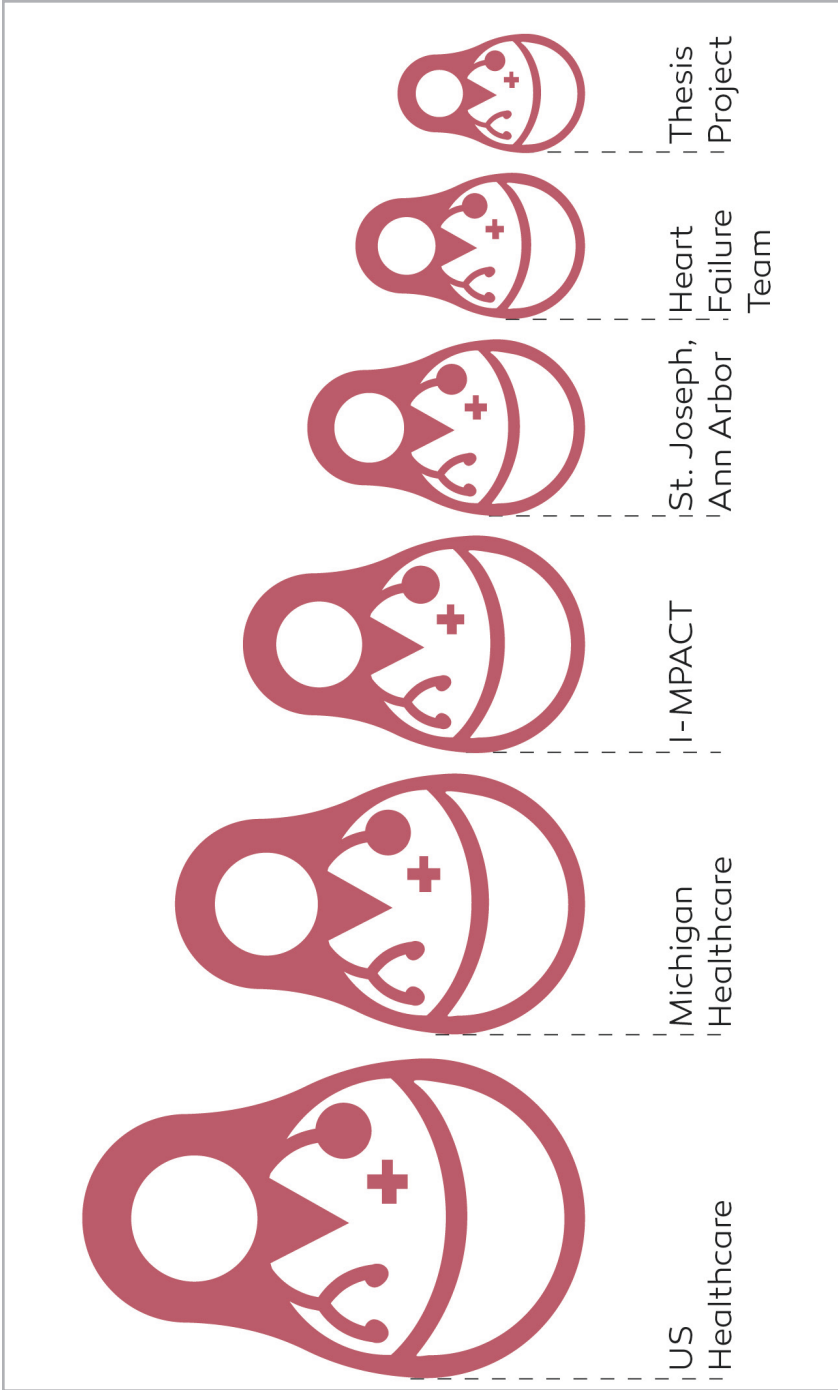 US
Healthcare
Michigan
Healthcare
I-MPACT
St. Joseph,
Ann Arbor
Heart
Failure
Team
Thesis
Project